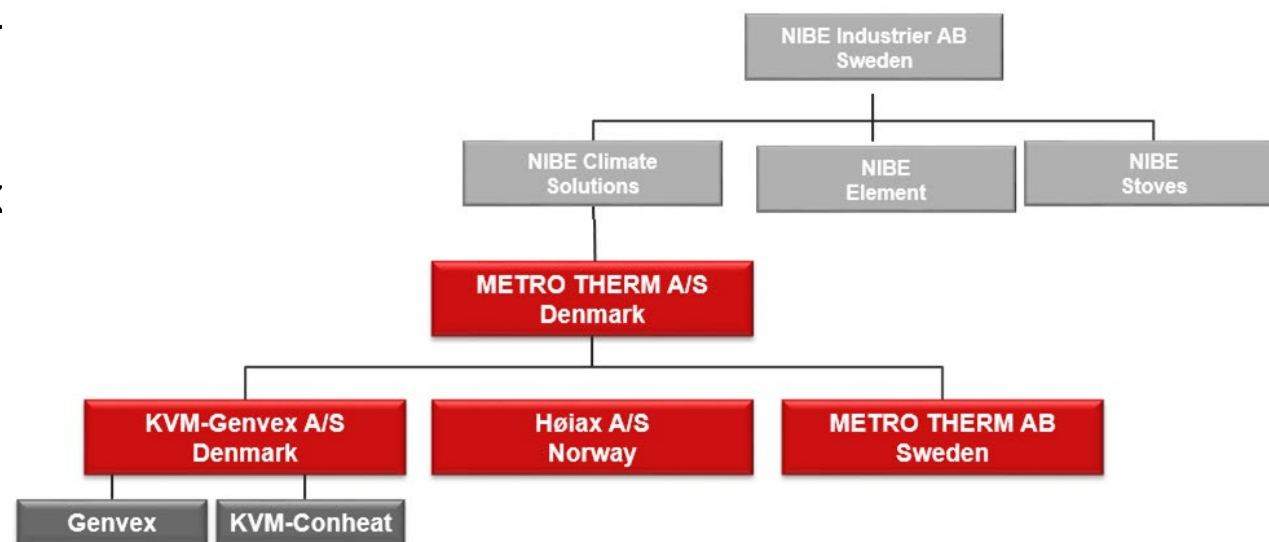 NIBE Industrier AB
Sweden
NIBE Climate
Solutions
NIBE
Element
NIBE
Stoves
METRO THERM A/S
Denmark
KVM-Genvex A/S
Denmark
Høiax A/S
Norway
METRO THERM AB
Sweden
Genvex
KVM-Conheat